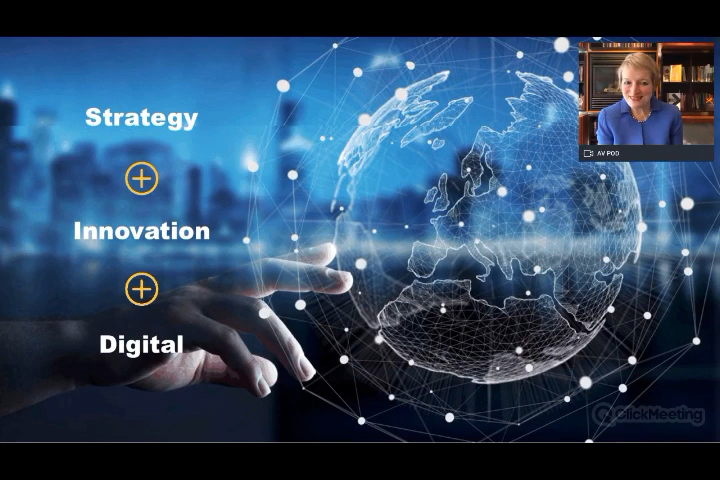 Strategy
Innovation
Digital
AV POD
ClickMeeting